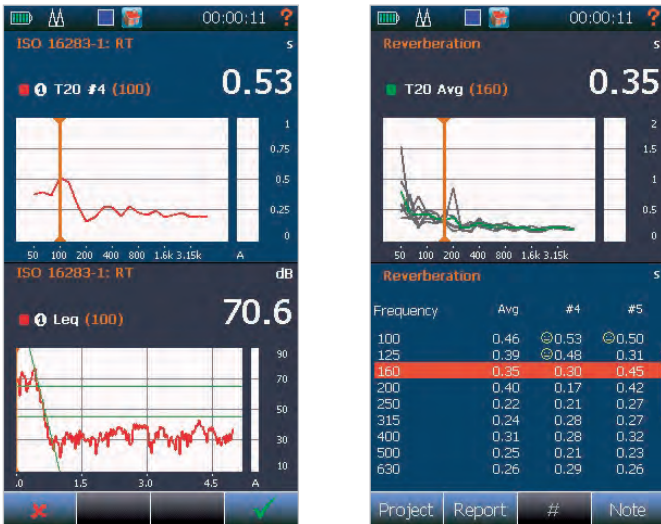 00:00:11 ?
ISO 16283-1: RT s
1 T20 #4 (100) 0.53
1
0.75
0.5
0.25
0
50 100 200 400 800 1.6k 3.15k A
ISO 16283-1: RT dB
1 Leq (100) 70.6
90
70
50
30
10
.0 1.5 3.0 4.5 A
00:00:11 ?
Reverberation s
T20 Avg (160) 0.35
2
1.5
1
0.5
0
50 100 200 400 800 1.6k 3.15k
Reverberation s
Frequency Avg #4 #5
100 0.46 0.53 0.50
125 0.39 0.48 0.31
160 0.35 0.30 0.45
200 0.40 0.17 0.42
250 0.22 0.21 0.27
315 0.24 0.28 0.27
400 0.31 0.28 0.32
500 0.25 0.21 0.23
630 0.26 0.29 0.26
Project Report # Note